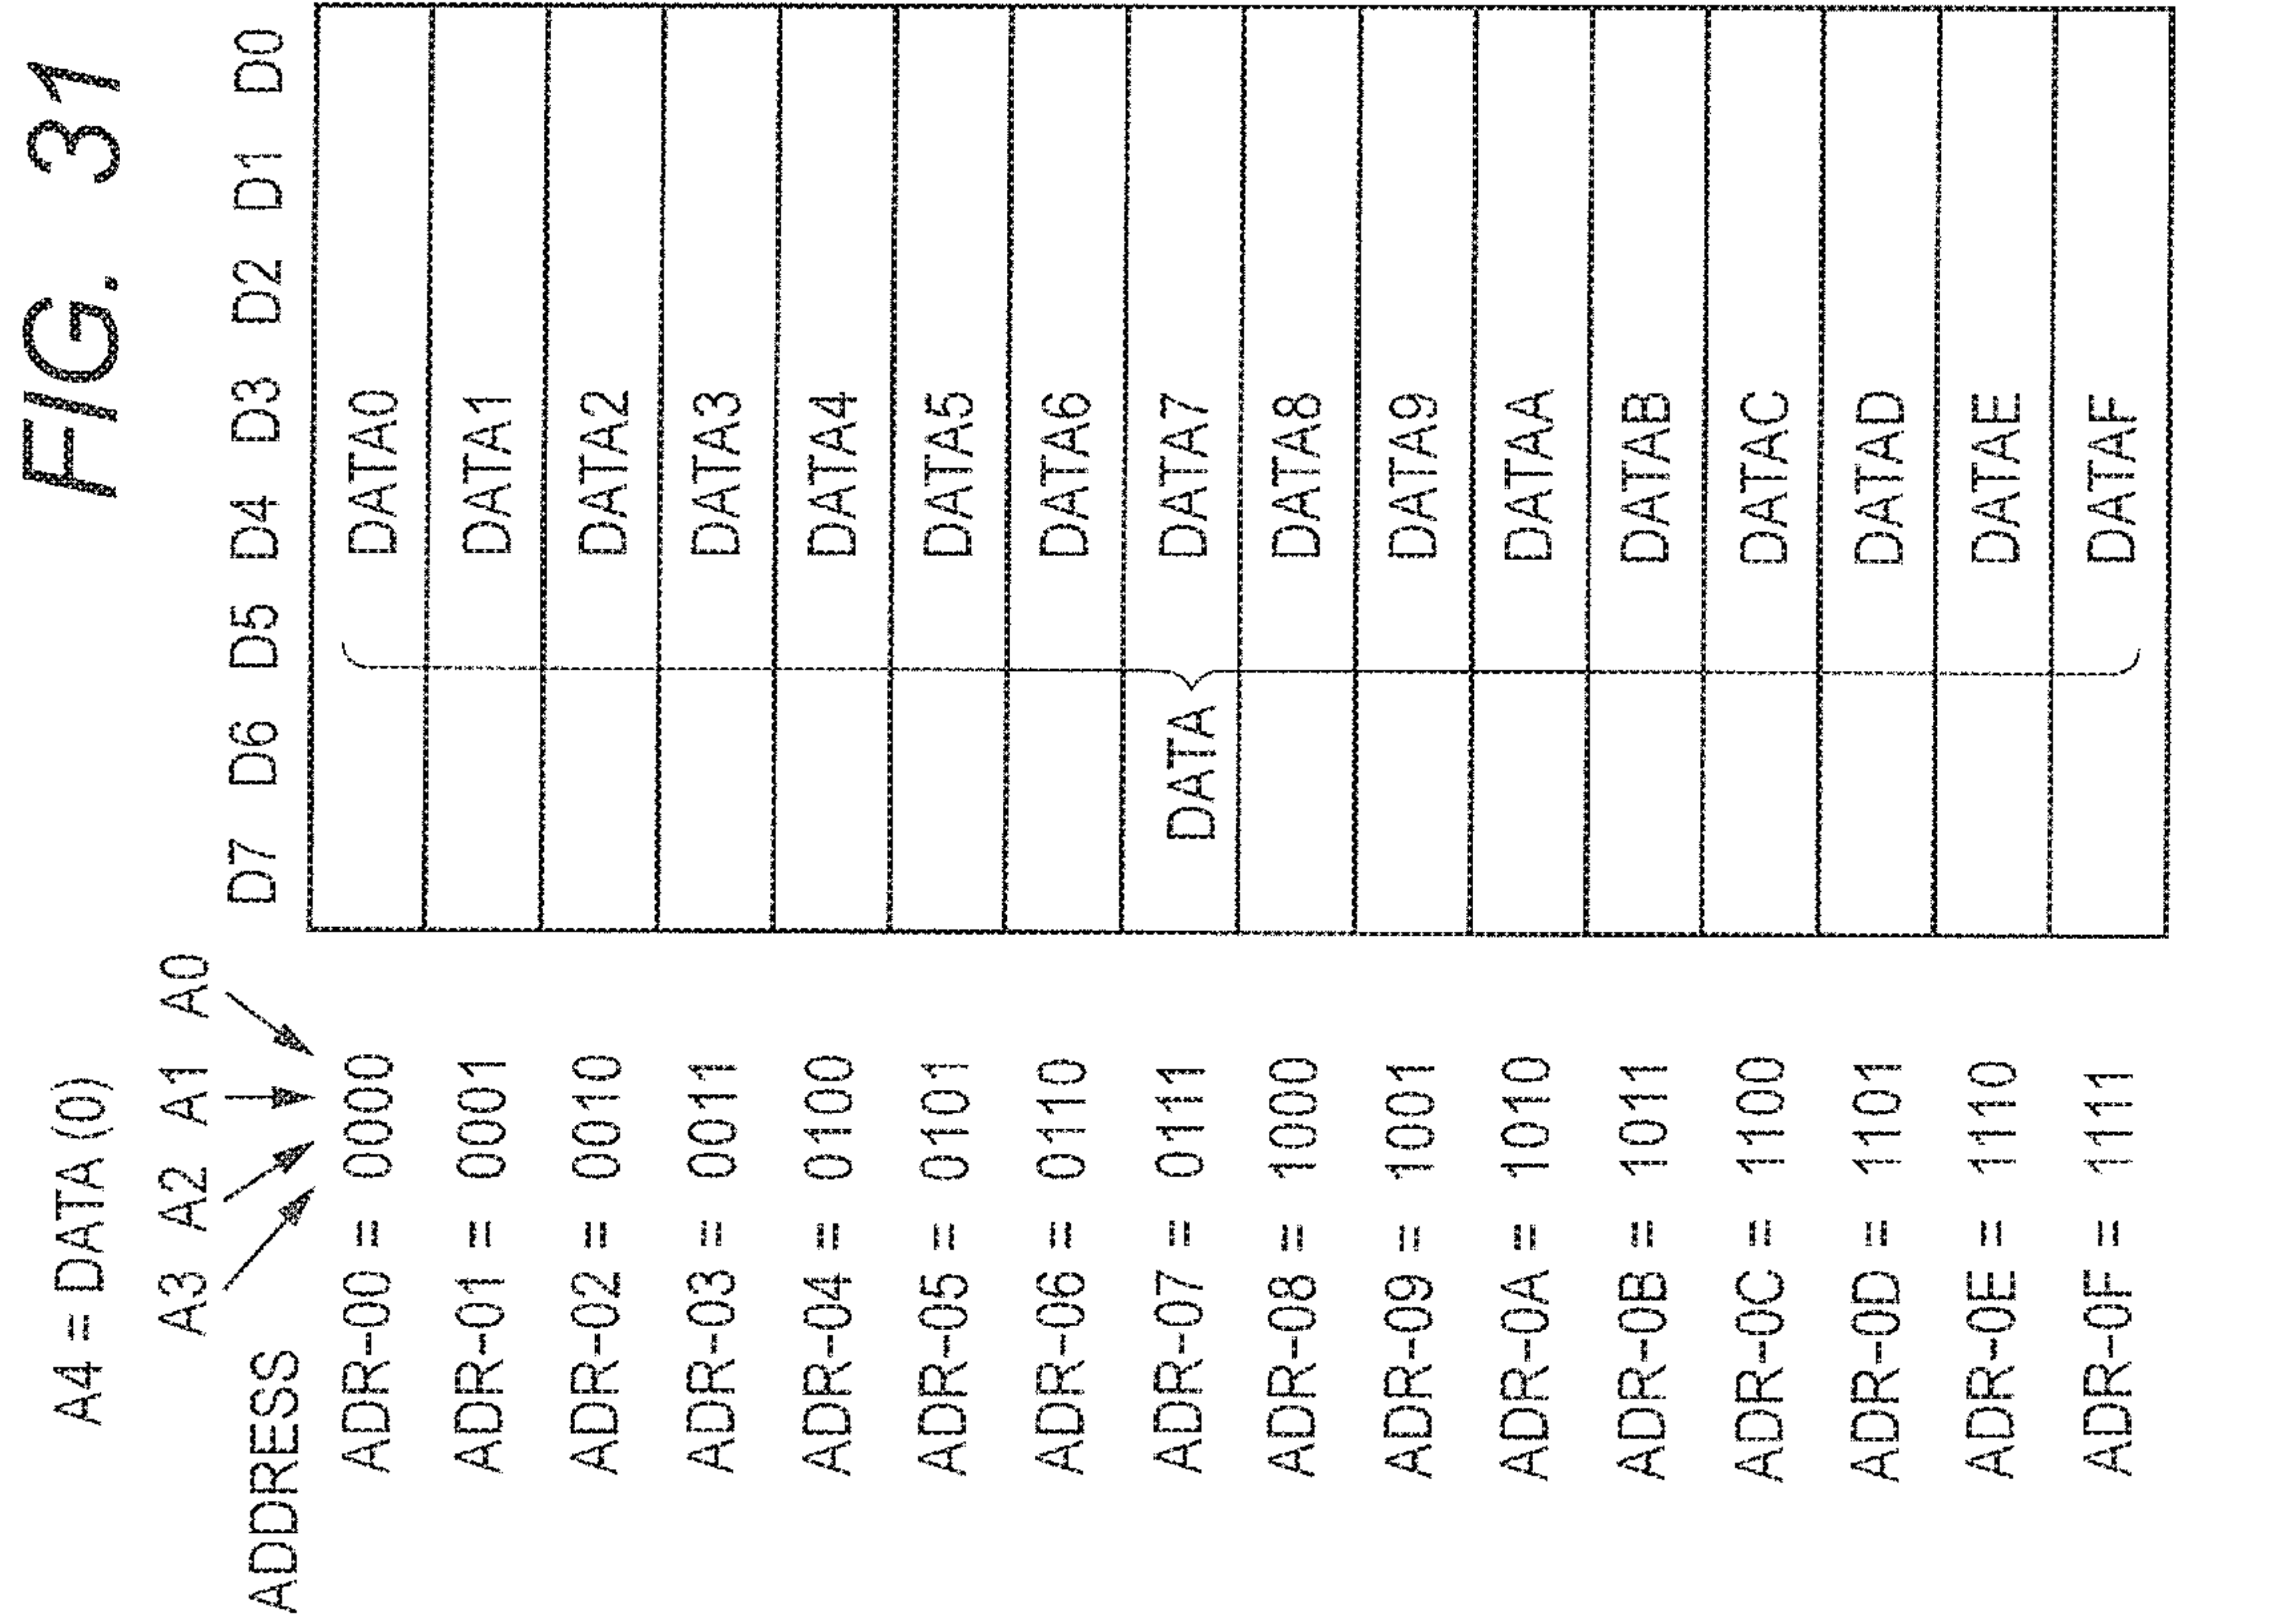 FIG. 31
A4 = DATA (0)
A3 A2 A1 A0
ADDRESS D7 D6 D5 D4 D3 D2 D1 D0
ADR-00 = 0000 DATA0
ADR-01 = 0001 DATA1
ADR-02 = 0010 DATA2
ADR-03 = 0011 DATA3
ADR-04 = 0100 DATA4
ADR-05 = 0101 DATA5
ADR-06 = 0110 DATA6
ADR-07 = 0111 DATA DATA7
ADR-08 = 1000 DATA8
ADR-09 = 1001 DATA9
ADR-0A = 1010 DATAA
ADR-0B = 1011 DATAB
ADR-0C = 1100 DATAC
ADR-0D = 1101 DATAD
ADR-0E = 1110 DATAE
ADR-0F = 1111 DATAF